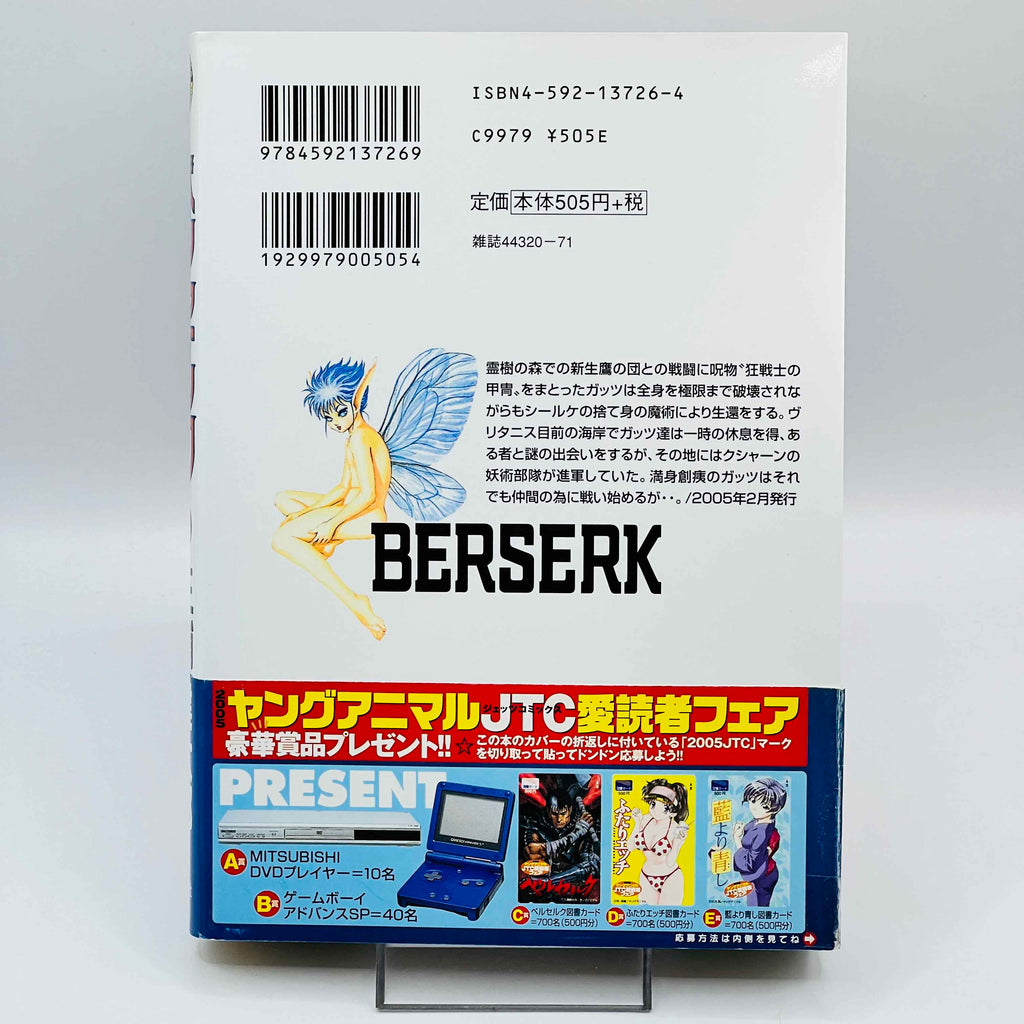 ISBN4-592-13726-4
9784592137269
C9979 ¥505E
定価 本体505円+税
1929979005054
雑誌44320-71
霊樹の森での新生鷹の団との戦闘に呪物〝狂戦士の
甲冑〟をまとったガッツは全身を極限まで破壊されな
がらもシールケの捨て身の魔術により生還をする。ヴ
リタニス目前の海岸でガッツ達は一時の休息を得、あ
る者と謎の出会いをするが、その地にはクシャーンの
妖術部隊が進軍していた。満身創痍のガッツはそれ
でも仲間の為に戦い始めるが‥。/2005年2月発行
BERSERK
2005 ヤングアニマルJTC愛読者フェア
ジェッツコミックス
豪華賞品プレゼント!!☆この本のカバーの折返しに付いている「2005JTC」マーク
を切り取って貼ってドンドン応募しよう!!
PRESENT
A賞 MITSUBISHI
DVDプレイヤー=10名
B賞 ゲームボーイ
アドバンスSP=40名
ベルセルク
ふたりエッチ
藍より青し
C賞 ベルセルク図書カード
=700名(500円分)
D賞 ふたりエッチ図書カード
=700名(500円分)
E賞 藍より青し図書カード
=700名(500円分)
応募方法は内側を見てね